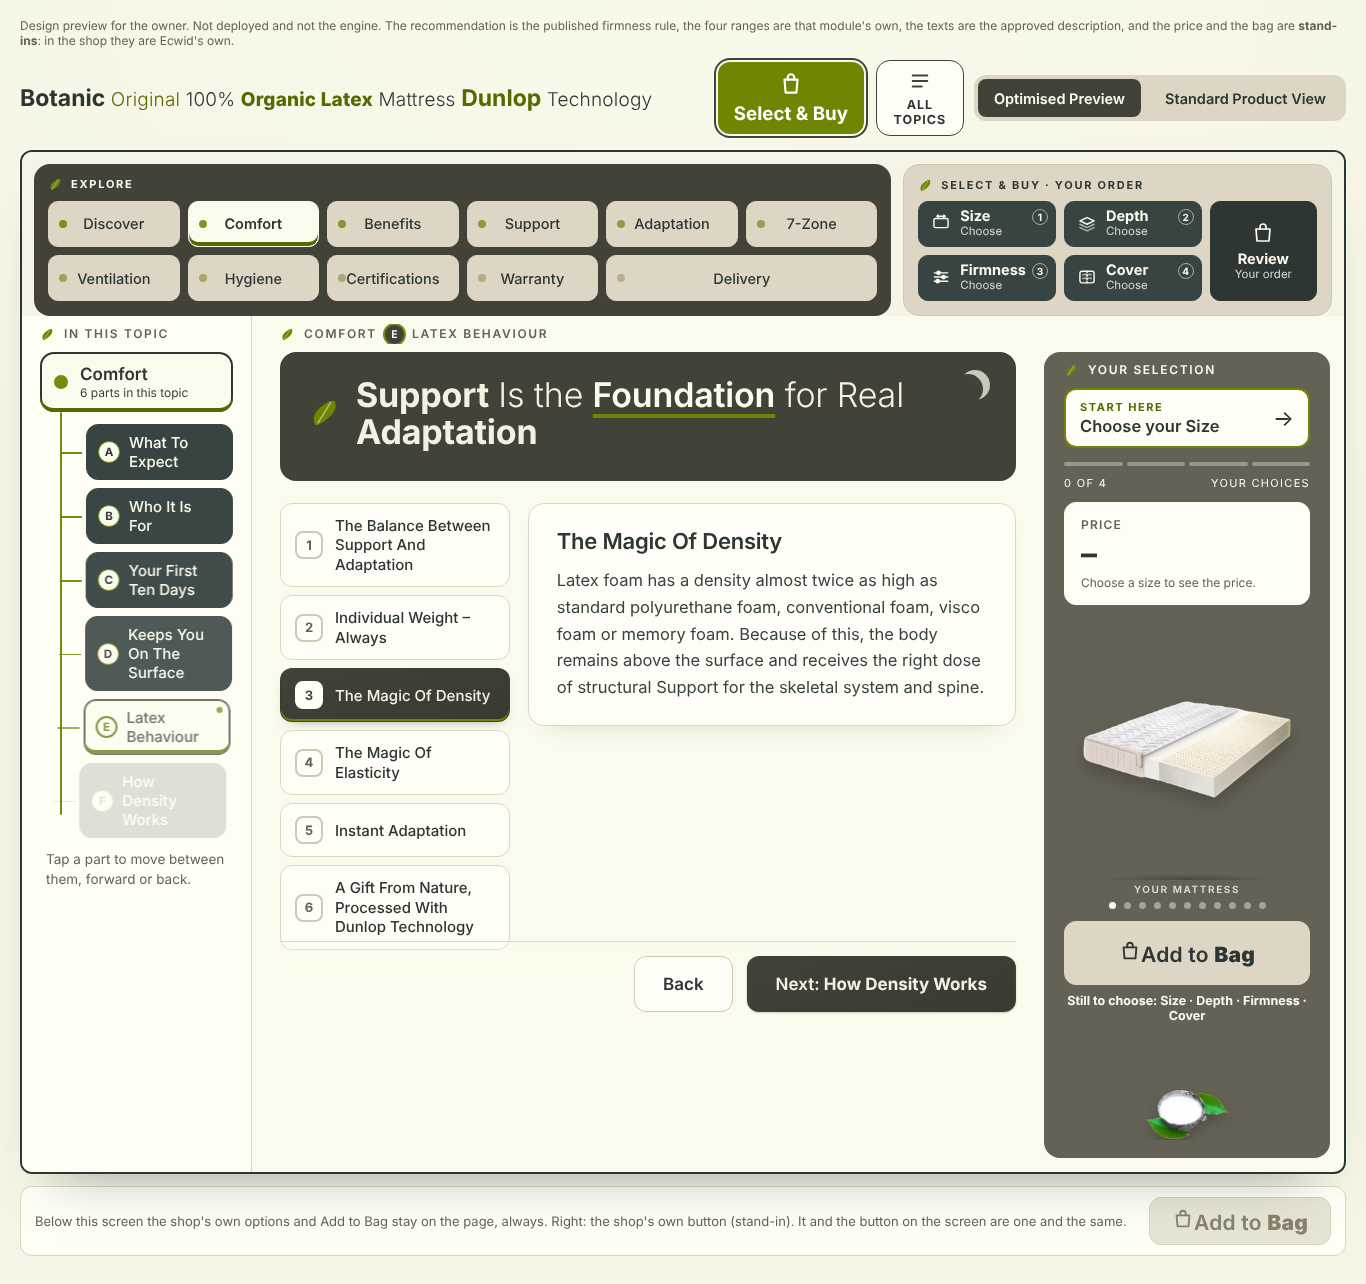 Design preview for the owner. Not deployed and not the engine. The recommendation is the published firmness rule, the four ranges are that module's own, the texts are the approved description, and the price and the bag are stand-
ins: in the shop they are Ecwid's own.
Botanic Original 100% Organic Latex Mattress Dunlop Technology
Select & Buy
ALL
TOPICS
Optimised Preview
Standard Product View
EXPLORE
Discover
Comfort
Benefits
Support
Adaptation
7-Zone
Ventilation
Hygiene
Certifications
Warranty
Delivery
SELECT & BUY · YOUR ORDER
Size
Choose
1
Depth
Choose
2
Firmness
Choose
3
Cover
Choose
4
Review
Your order
IN THIS TOPIC
Comfort
6 parts in this topic
A
What To
Expect
B
Who It Is
For
C
Your First
Ten Days
D
Keeps You
On The
Surface
E
Latex
Behaviour
F
How
Density
Works
Tap a part to move between
them, forward or back.
COMFORT E LATEX BEHAVIOUR
Support Is the Foundation for Real
Adaptation
1
The Balance Between
Support And
Adaptation
2
Individual Weight –
Always
3
The Magic Of Density
4
The Magic Of
Elasticity
5
Instant Adaptation
6
A Gift From Nature,
Processed With
Dunlop Technology
The Magic Of Density
Latex foam has a density almost twice as high as
standard polyurethane foam, conventional foam, visco
foam or memory foam. Because of this, the body
remains above the surface and receives the right dose
of structural Support for the skeletal system and spine.
Back
Next: How Density Works
YOUR SELECTION
START HERE
Choose your Size
0 OF 4
YOUR CHOICES
PRICE
–
Choose a size to see the price.
YOUR MATTRESS
Add to Bag
Still to choose: Size · Depth · Firmness ·
Cover
Below this screen the shop's own options and Add to Bag stay on the page, always. Right: the shop's own button (stand-in). It and the button on the screen are one and the same.
Add to Bag